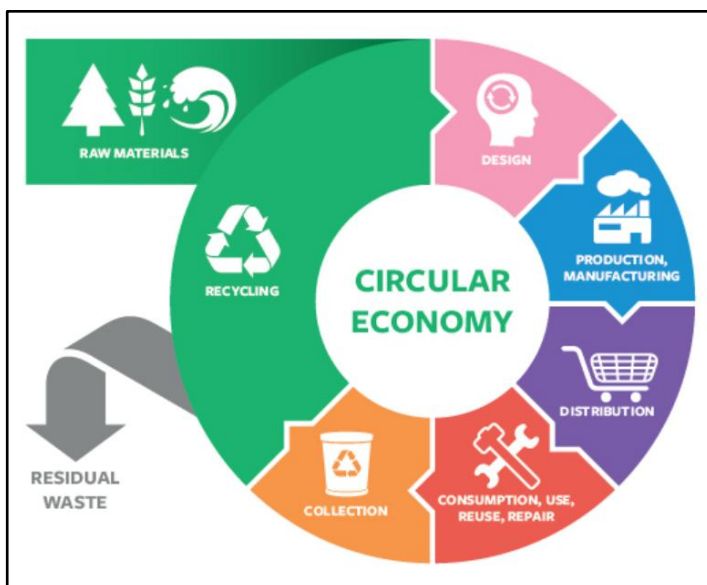 RAW MATERIALS
DESIGN
PRODUCTION,
MANUFACTURING
RECYCLING
CIRCULAR
ECONOMY
DISTRIBUTION
CONSUMPTION, USE,
REUSE, REPAIR
COLLECTION
RESIDUAL
WASTE